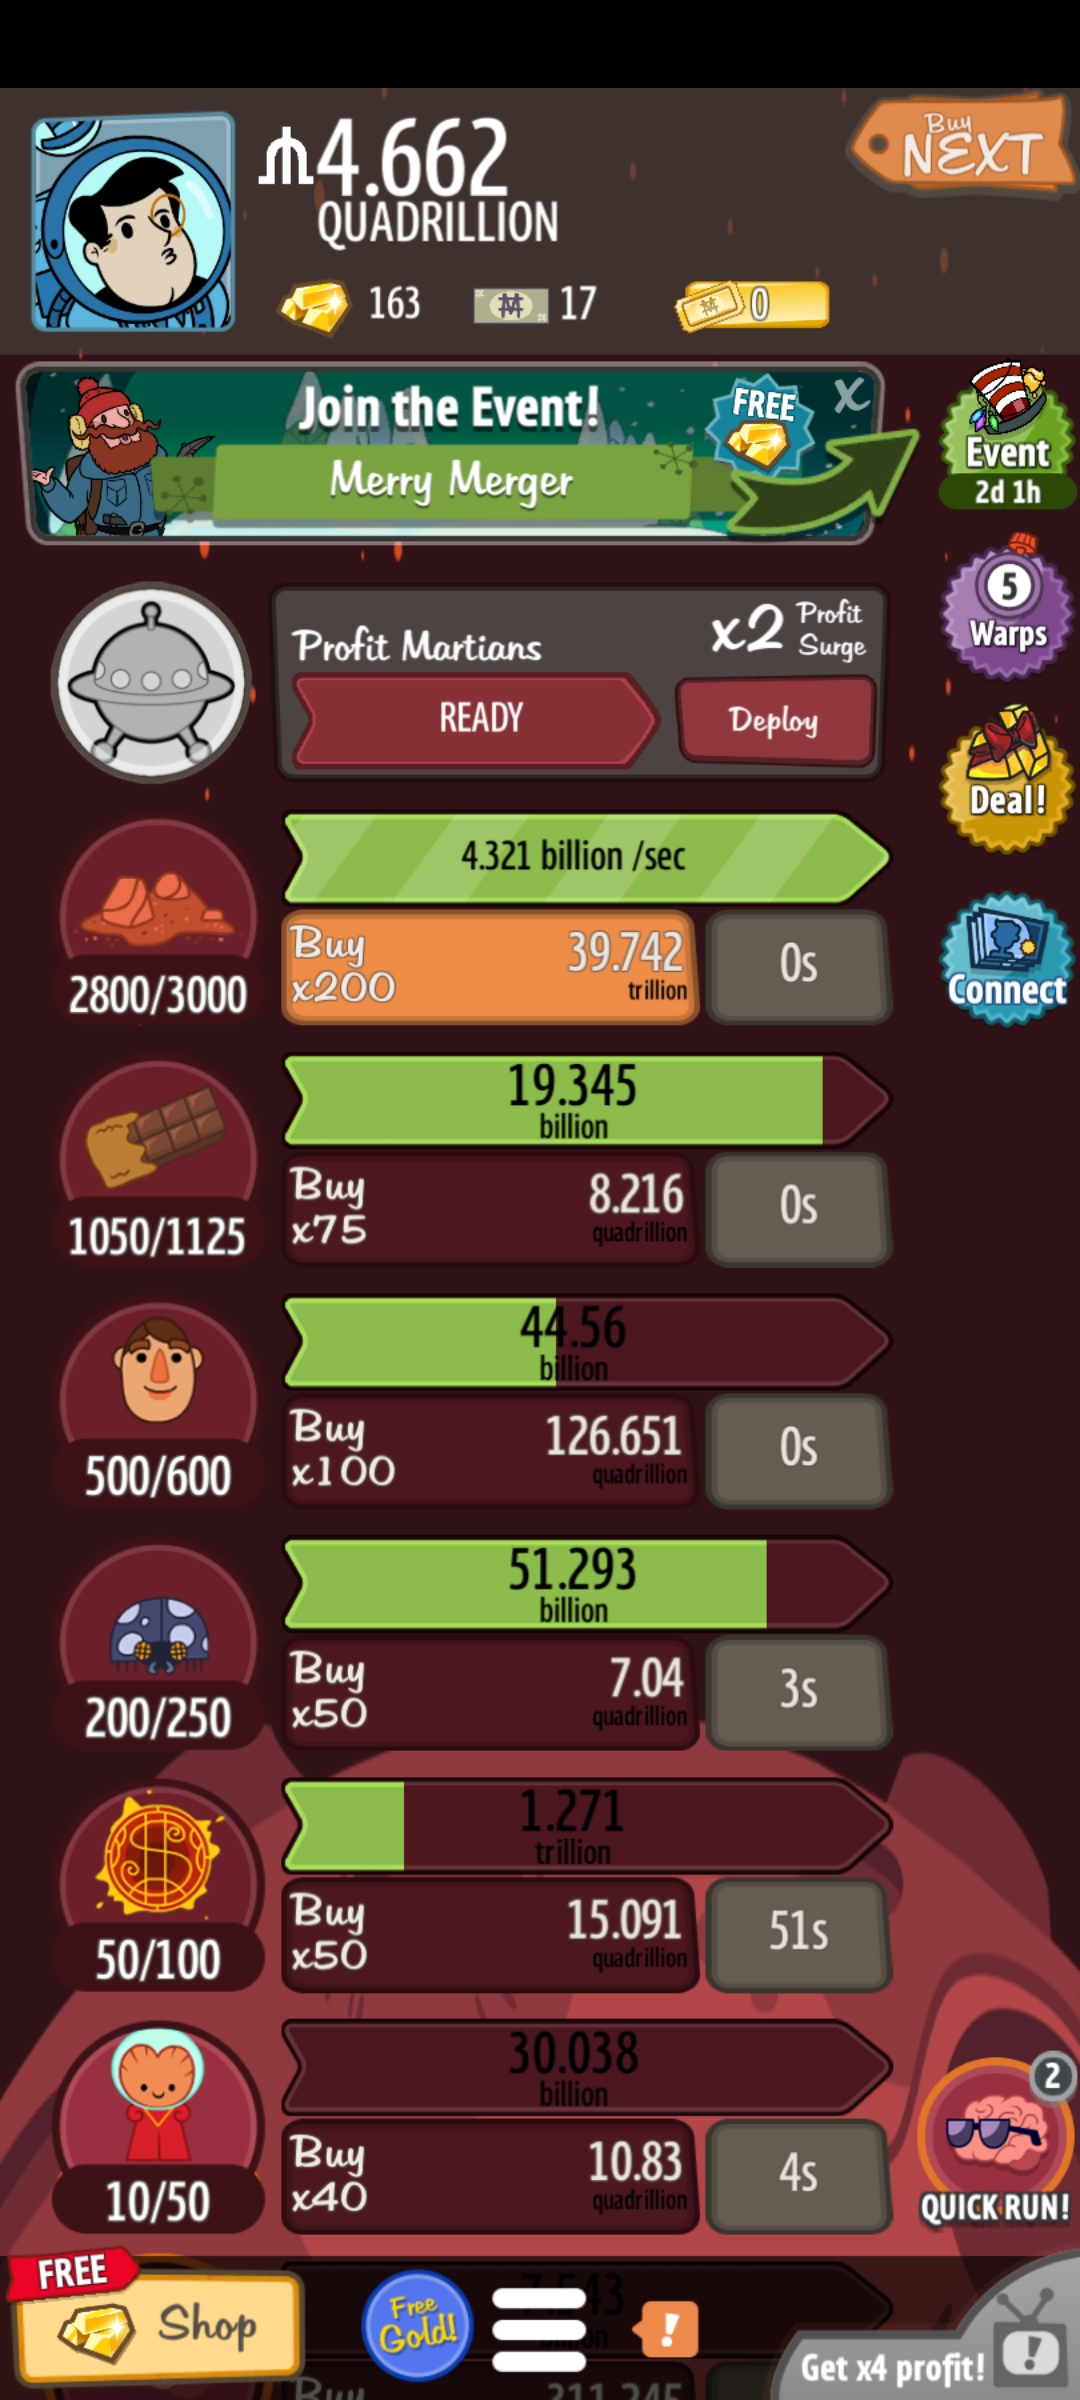 4.662
QUADRILLION
Buy
NEXT
163
17
0
Join the Event!
Merry Merger
FREE
X
Event
2d 1h
5
Warps
Deal!
Connect
Profit Martians
x2 Profit
Surge
READY
Deploy
4.321 billion /sec
Buy
x200
39.742
trillion
0s
2800/3000
19.345
billion
Buy
x75
8.216
quadrillion
0s
1050/1125
44.56
billion
Buy
x100
126.651
quadrillion
0s
500/600
51.293
billion
Buy
x50
7.04
quadrillion
3s
200/250
1.271
trillion
Buy
x50
15.091
quadrillion
51s
50/100
30.038
billion
Buy
x40
10.83
quadrillion
4s
10/50
2
QUICK RUN!
FREE
Shop
Free
Gold!
!
Get x4 profit!
!
Buy
311.245